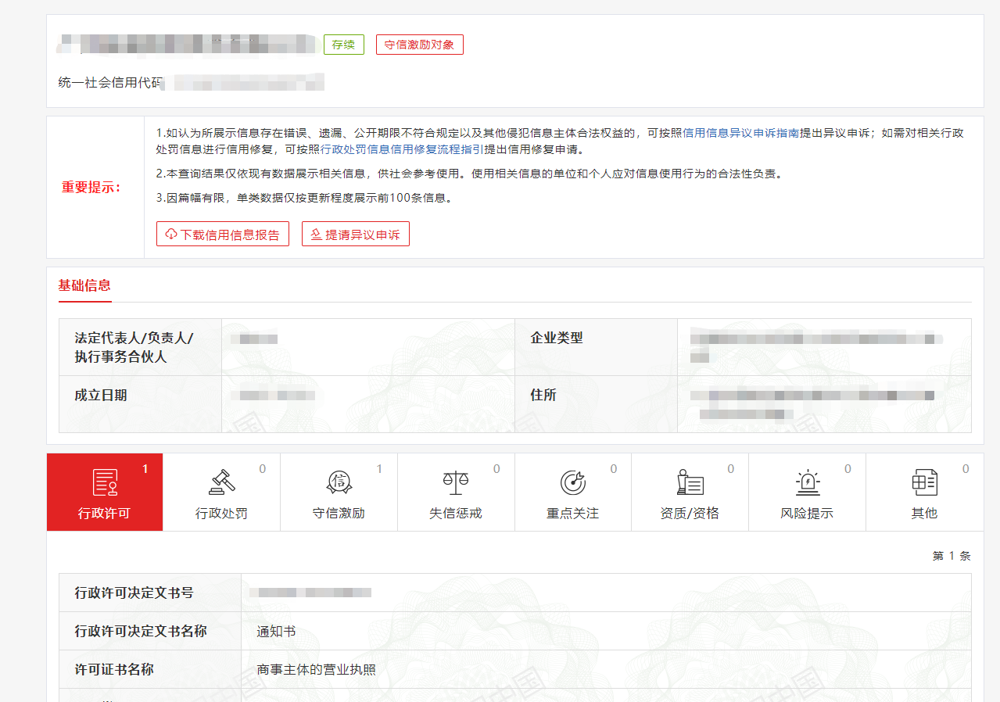 存续 守信激励对象
统一社会信用代码
重要提示：
1.如认为所展示信息存在错误、遗漏、公开期限不符合规定以及其他侵犯信息主体合法权益的，可按照信用信息异议申诉指南提出异议申诉；如需对相关行政
处罚信息进行信用修复，可按照行政处罚信息信用修复流程指引提出信用修复申请。
2.本查询结果仅依现有数据展示相关信息，供社会参考使用。使用相关信息的单位和个人应对信息使用行为的合法性负责。
3.因篇幅有限，单类数据仅按更新程度展示前100条信息。
下载信用信息报告 提请异议申诉
基础信息
法定代表人/负责人/
执行事务合伙人
企业类型
成立日期
住所
1 0 1 0 0 0 0 0
信
行政许可 行政处罚 守信激励 失信惩戒 重点关注 资质/资格 风险提示 其他
第 1 条
行政许可决定文书号
行政许可决定文书名称 通知书
许可证书名称 商事主体的营业执照
中国